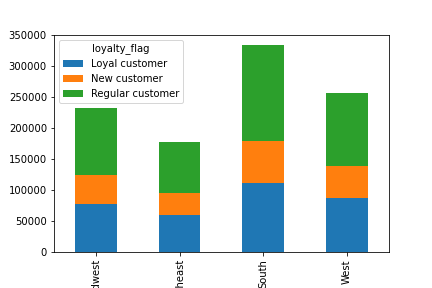 350000
300000
250000
200000
150000
100000
50000
0
loyalty_flag
Loyal customer
New customer
Regular customer
dwest
heast
South
West